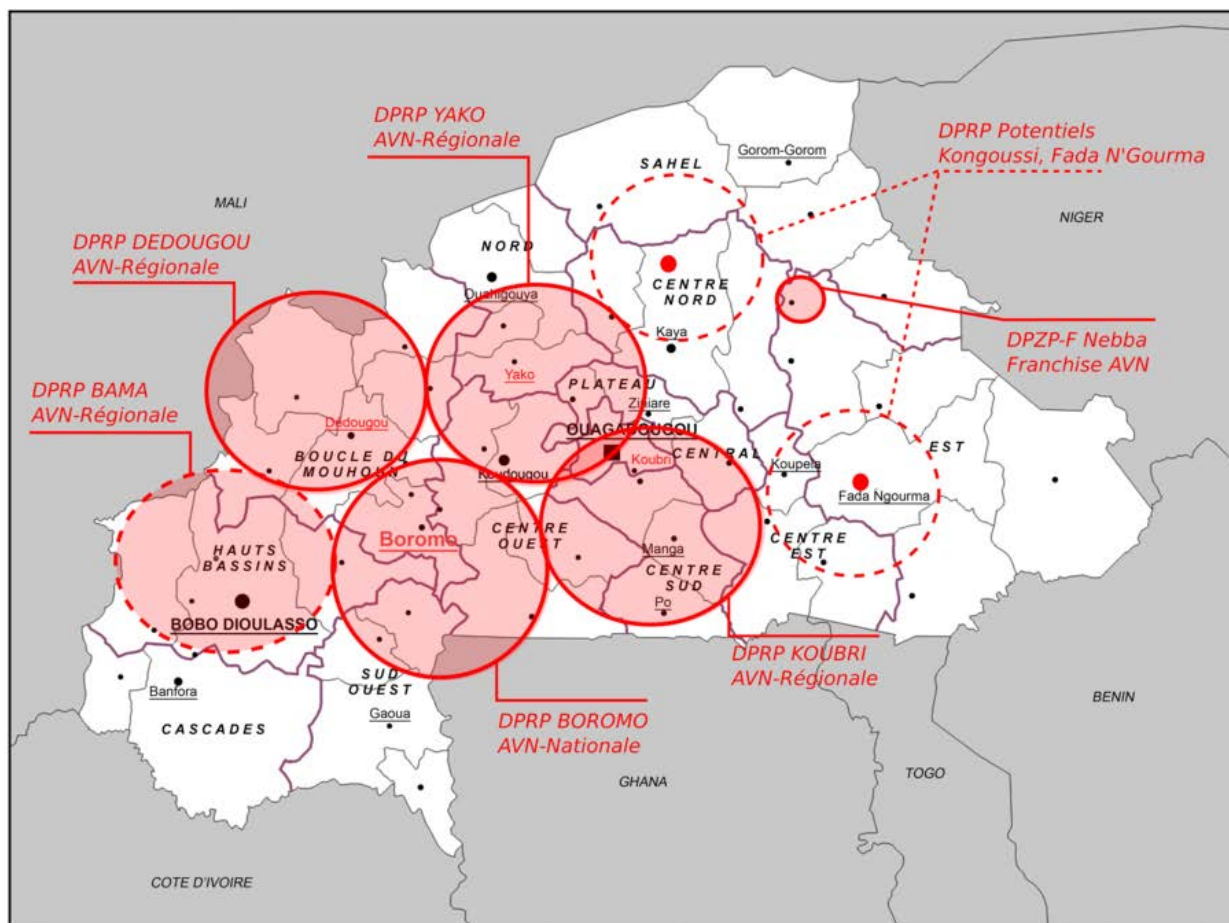 DPRP YAKO
AVN-Régionale
DPRP Potentiels
Kongoussi, Fada N'Gourma
Gorom-Gorom
SAHEL
MALI
NIGER
DPRP DEDOUGOU
AVN-Régionale
NORD
Ouahigouya
CENTRE
NORD
Kaya
DPZP-F Nebba
Franchise AVN
DPRP BAMA
AVN-Régionale
Yako
PLATEAU
Ziniare
Dédougou
OUAGADOUGOU
BOUCLE DU
MOUHOUN
Koudougou
Koubri
CENTRAL
Koupela
EST
Fada Ngourma
Boromo
CENTRE
OUEST
CENTRE
EST
HAUTS
BASSINS
Manga
CENTRE
SUD
Po
BOBO DIOULASSO
DPRP KOUBRI
AVN-Régionale
SUD
OUEST
Banfora
CASCADES
Gaoua
DPRP BOROMO
AVN-Nationale
BENIN
GHANA
TOGO
COTE D'IVOIRE